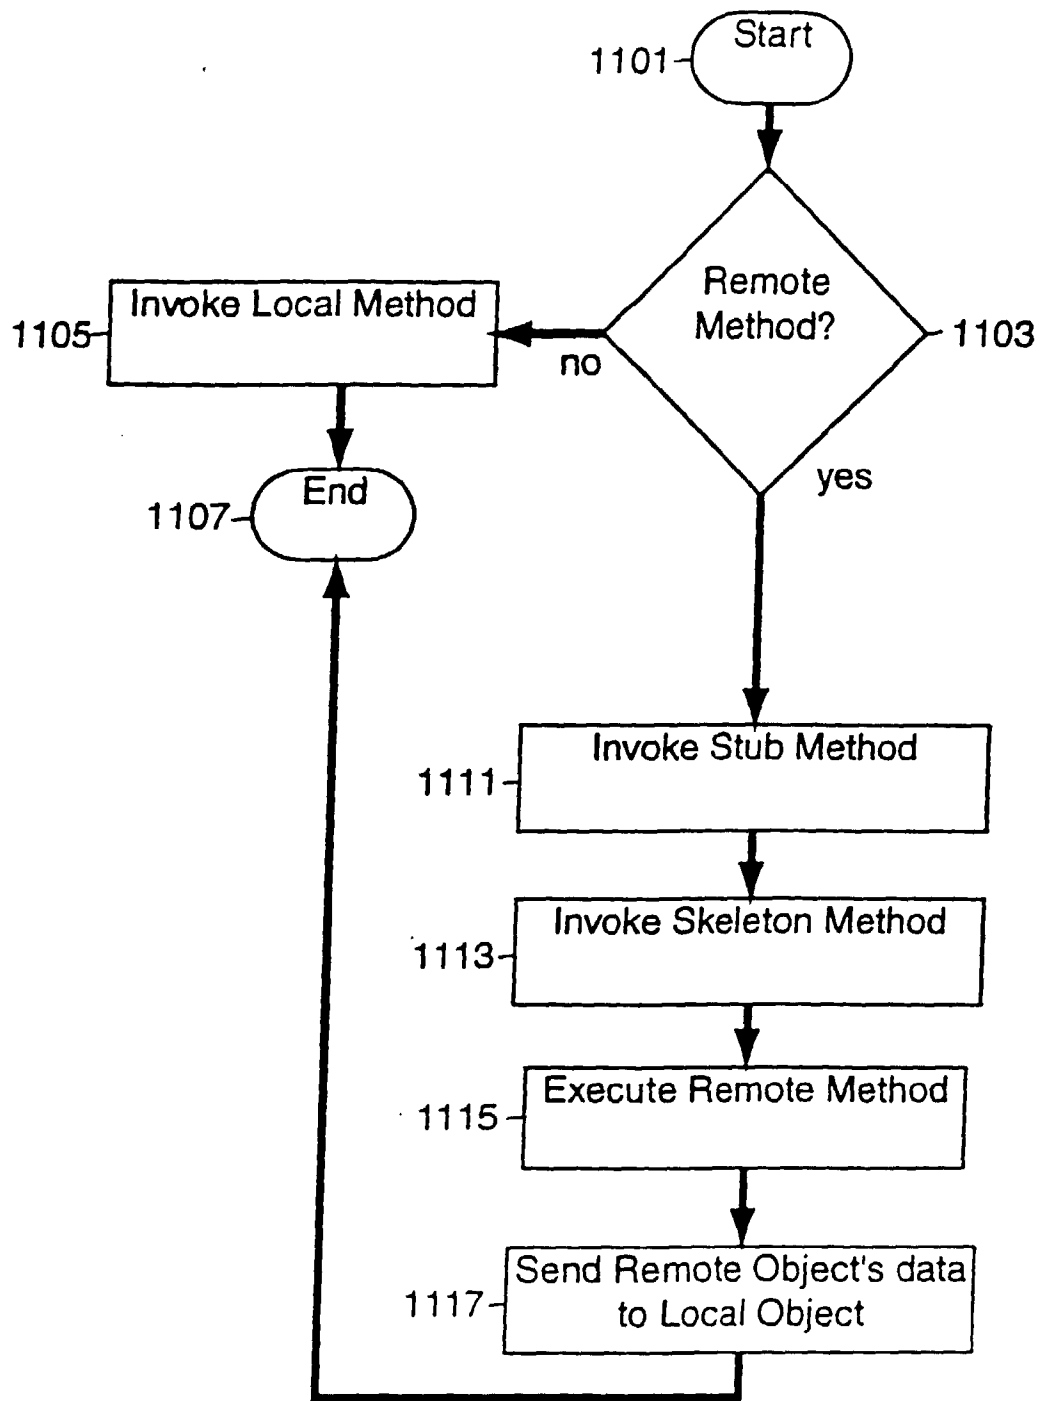 Start
1101
Remote
Method?
1103
Invoke Local Method
1105
no
End
1107
yes
Invoke Stub Method
1111
Invoke Skeleton Method
1113
Execute Remote Method
1115
Send Remote Object's data
to Local Object
1117